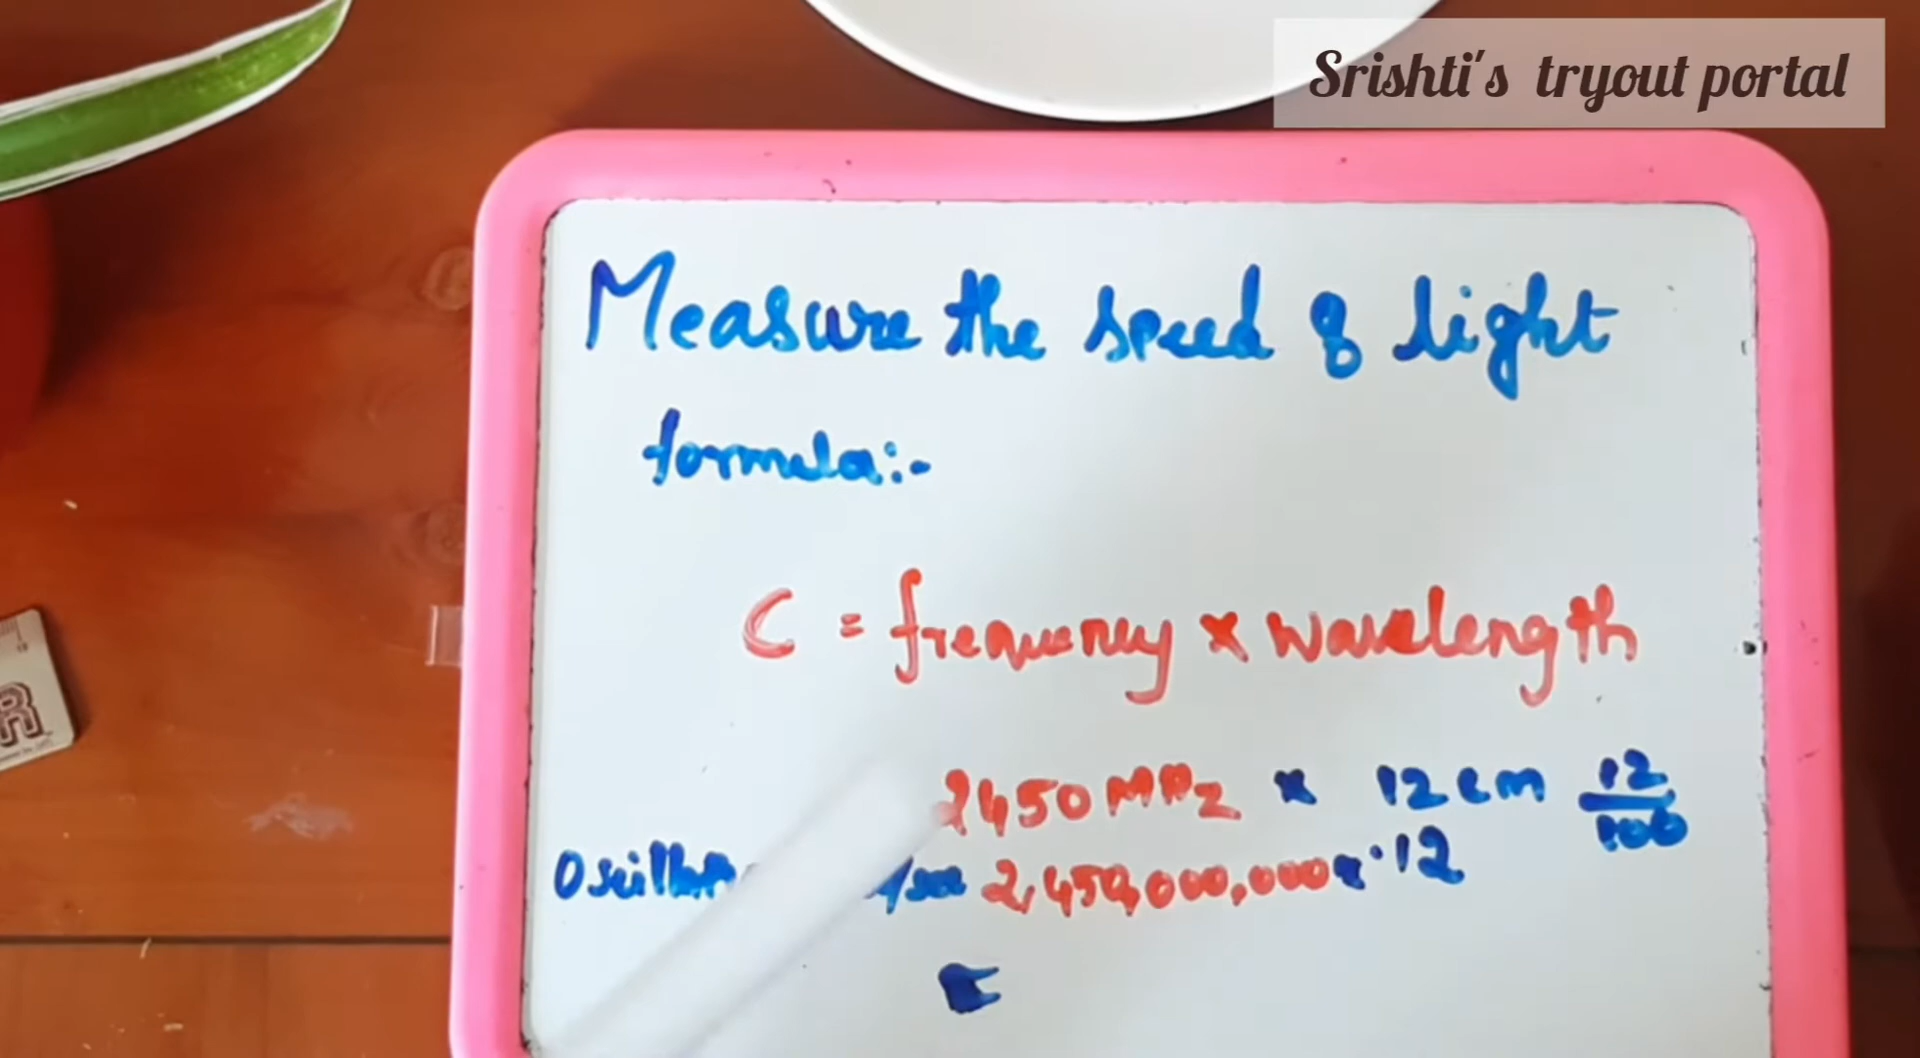 Srishti's tryout portal
Measure the speed of light
formula:-
C = frequency x wavelength
2450 MHz x 12 cm 12/100
/sec 2,450,000,000 x .12
=